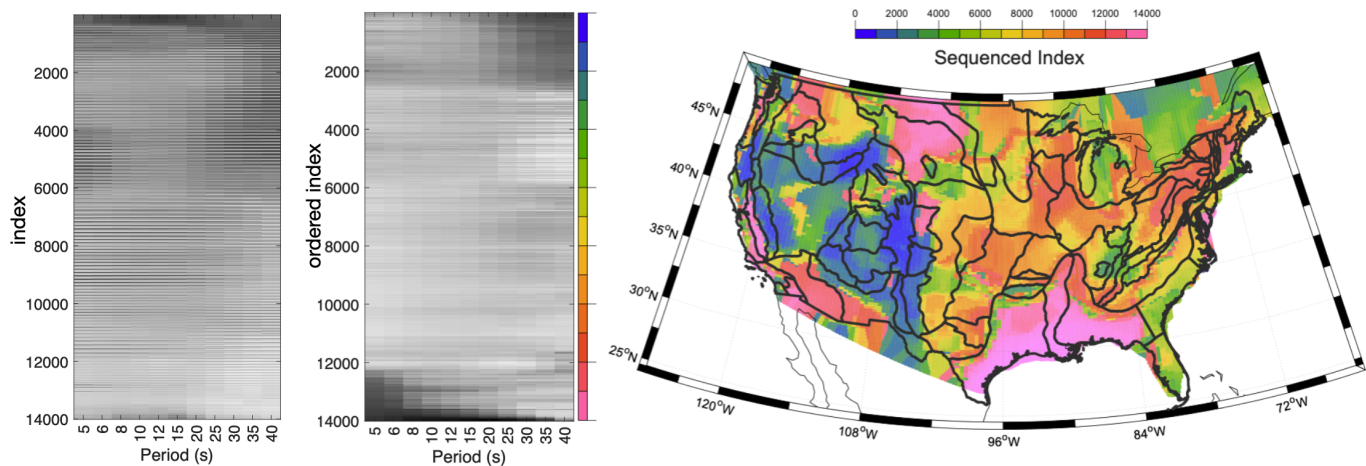 index
2000
4000
6000
8000
10000
12000
14000
5 6 8 10 12 15 20 25 30 35 40
Period (s)
ordered index
2000
4000
6000
8000
10000
12000
14000
5 6 8 10 12 15 20 25 30 35 40
Period (s)
0 2000 4000 6000 8000 10000 12000 14000
Sequenced Index
45°N
40°N
35°N
30°N
25°N
120°W
108°W
96°W
84°W
72°W